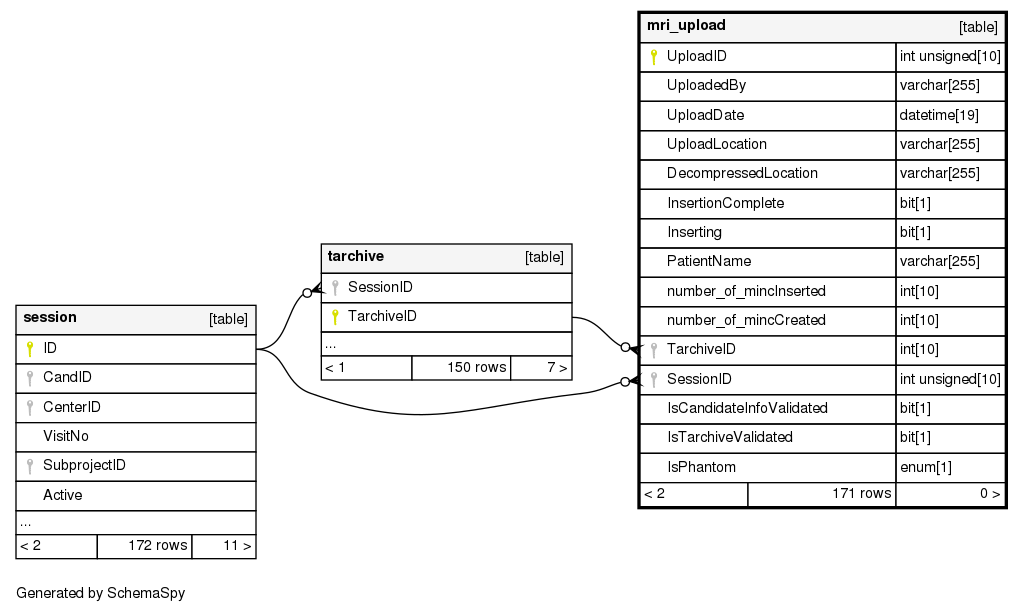 session [table]
ID
CandID
CenterID
VisitNo
SubprojectID
Active
...
< 2 172 rows 11 >
tarchive [table]
SessionID
TarchiveID
...
< 1 150 rows 7 >
mri_upload [table]
UploadID int unsigned[10]
UploadedBy varchar[255]
UploadDate datetime[19]
UploadLocation varchar[255]
DecompressedLocation varchar[255]
InsertionComplete bit[1]
Inserting bit[1]
PatientName varchar[255]
number_of_mincInserted int[10]
number_of_mincCreated int[10]
TarchiveID int[10]
SessionID int unsigned[10]
IsCandidateInfoValidated bit[1]
IsTarchiveValidated bit[1]
IsPhantom enum[1]
< 2 171 rows 0 >
Generated by SchemaSpy